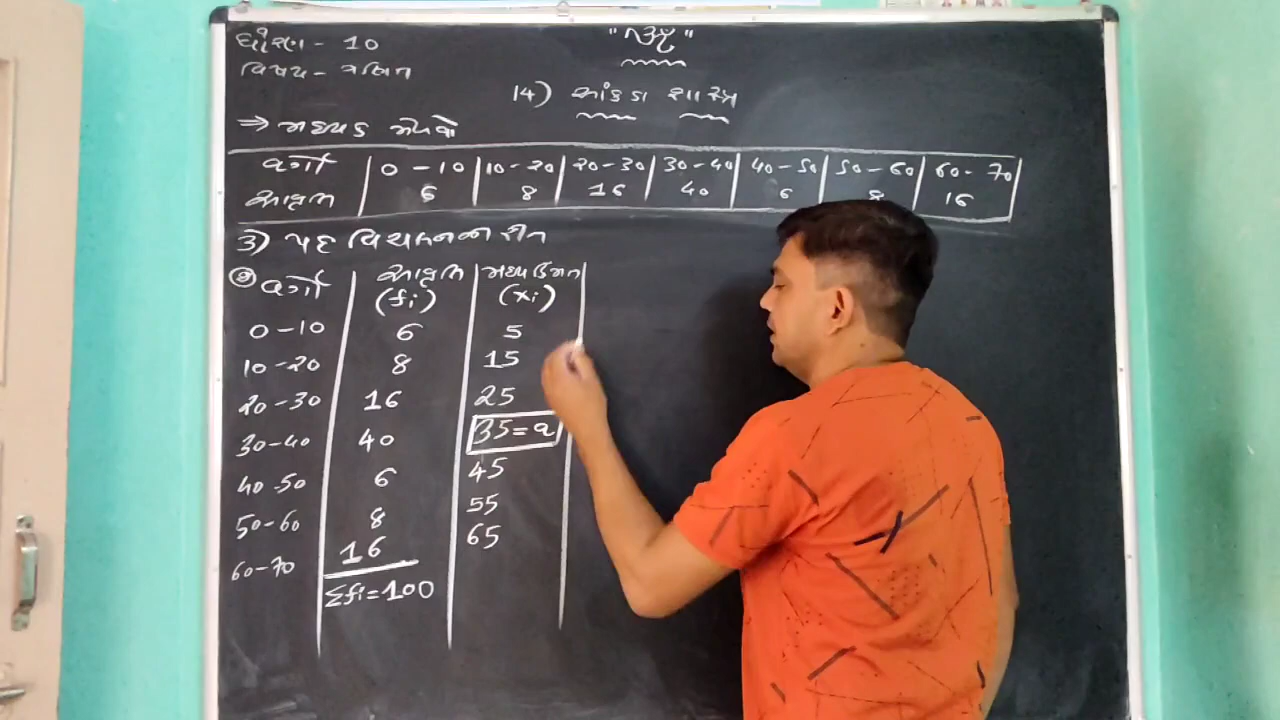 ધોરણ - 10
વિષય - ગણિત
"ૐ"
14) આંકડા શાસ્ત્ર
⇒ મધ્યક મેળવો
વર્ગ 0 - 10 10 - 20 20 - 30 30 - 40 40 - 50 50 - 60 60 - 70
આવૃત્તિ 6 8 16 40 6 8 16
3) પદ વિચલનની રીત
વર્ગ આવૃત્તિ (fi) મધ્ય કિંમત (xi)
0 - 10 6 5
10 - 20 8 15
20 - 30 16 25
30 - 40 40 35 = a
40 - 50 6 45
50 - 60 8 55
60 - 70 16 65
Σfi = 100